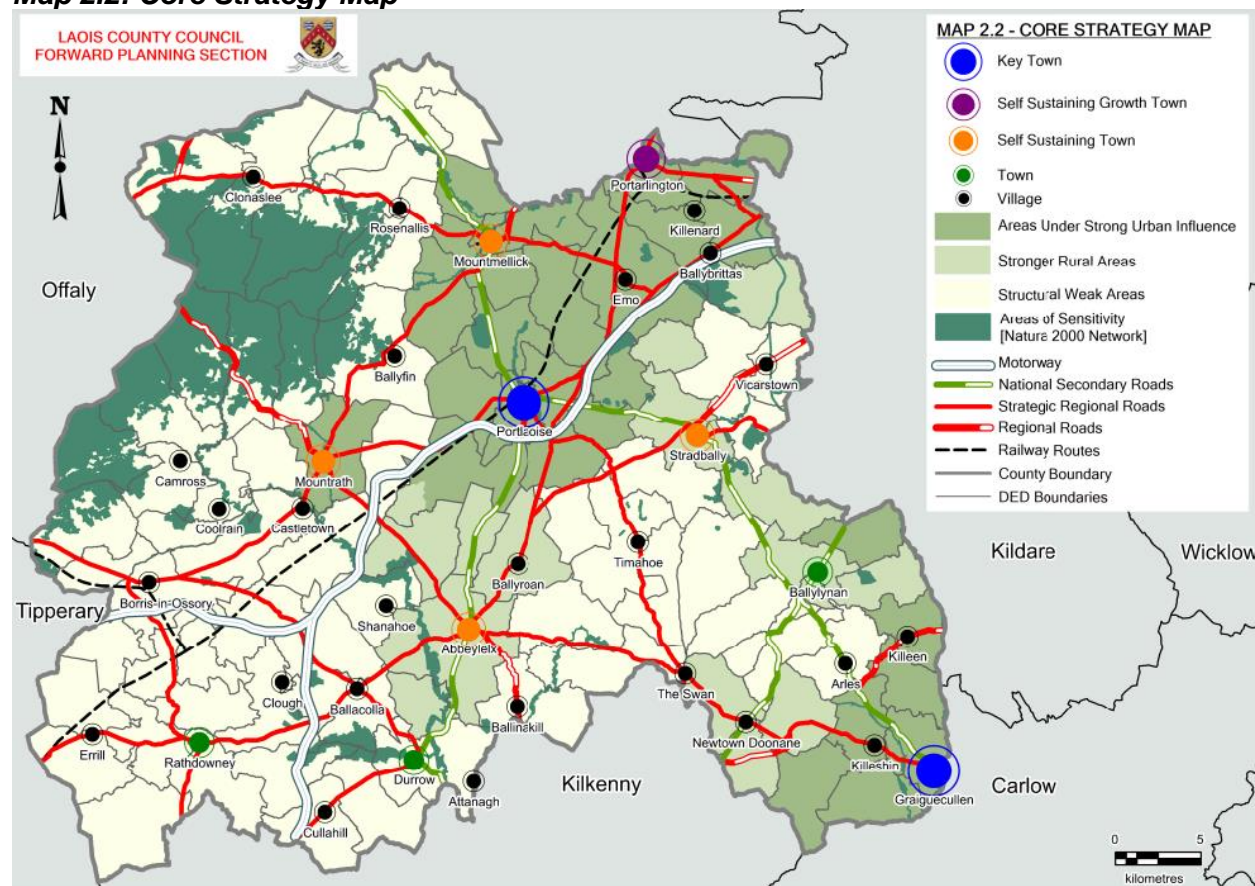 Map 2.2: Core Strategy Map
LAOIS COUNTY COUNCIL
FORWARD PLANNING SECTION
N
MAP 2.2 - CORE STRATEGY MAP
Key Town
Self Sustaining Growth Town
Self Sustaining Town
Town
Village
Areas Under Strong Urban Influence
Stronger Rural Areas
Structural Weak Areas
Areas of Sensitivity
[Natura 2000 Network]
Motorway
National Secondary Roads
Strategic Regional Roads
Regional Roads
Railway Routes
County Boundary
DED Boundaries
Portarlington
Clonaslee
Killenard
Rosenallis
Mountmellick
Ballybrittas
Offaly
Emo
Ballyfin
Vicarstown
Portlaoise
Stradbally
Camross
Mountrath
Coolrain
Castletown
Timahoe
Kildare
Wicklow
Ballyroan
Borris-in-Ossory
Ballylynan
Tipperary
Shanahoe
Abbeyleix
Killeen
The Swan
Arles
Clough
Ballacolla
Ballinakill
Newtown Doonane
Errill
Rathdowney
Killeshin
Durrow
Attanagh
Kilkenny
Graiguecullen
Carlow
Cullahill
0 5
kilometres